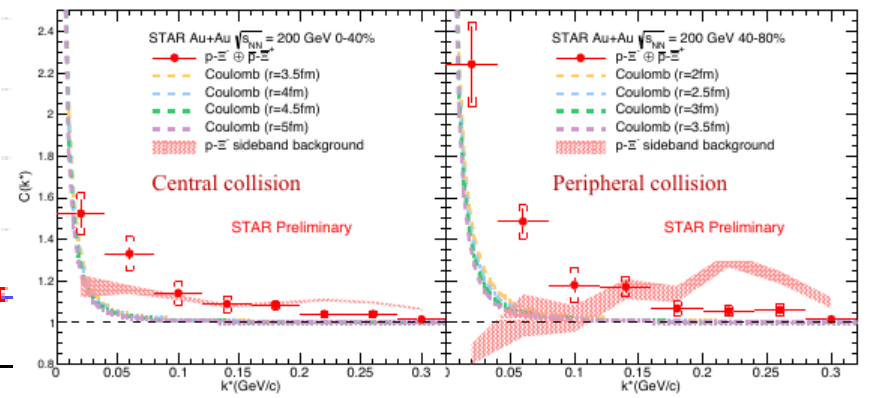 STAR Au+Au √sNN = 200 GeV 0-40%
p-Ξ⁻ ⊕ p̄-Ξ̄⁺
Coulomb (r=3.5fm)
Coulomb (r=4fm)
Coulomb (r=4.5fm)
Coulomb (r=5fm)
p-Ξ⁻ sideband background
Central collision
STAR Preliminary
C(k*)
2.4
2.2
2
1.8
1.6
1.4
1.2
1
0.8
0 0.05 0.1 0.15 0.2 0.25 0.3
k*(GeV/c)
STAR Au+Au √sNN = 200 GeV 40-80%
p-Ξ⁻ ⊕ p̄-Ξ̄⁺
Coulomb (r=2fm)
Coulomb (r=2.5fm)
Coulomb (r=3fm)
Coulomb (r=3.5fm)
p-Ξ⁻ sideband background
Peripheral collision
STAR Preliminary
0.05 0.1 0.15 0.2 0.25 0.3
k*(GeV/c)